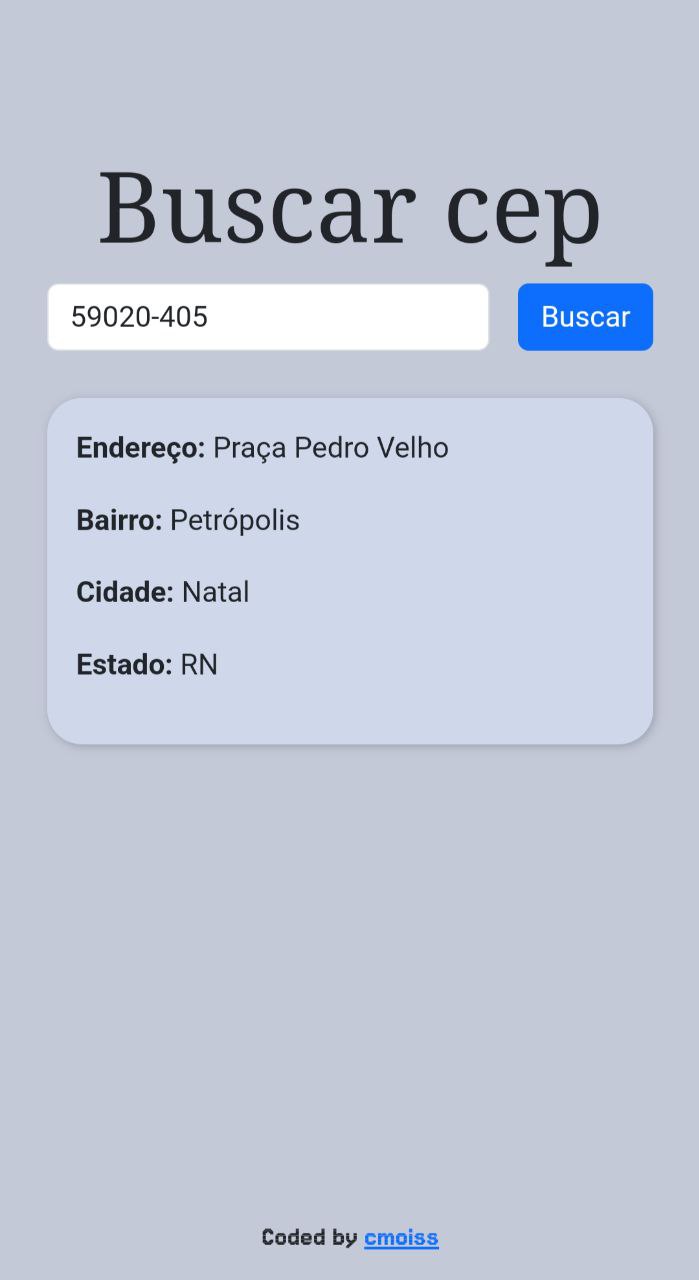 Buscar cep
59020-405 Buscar
Endereço: Praça Pedro Velho
Bairro: Petrópolis
Cidade: Natal
Estado: RN
Coded by cmoiss